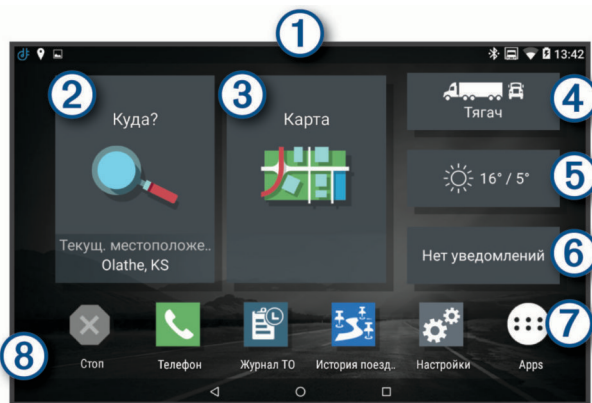 1
13:42
2
Куда?
Текущ. местоположе..
Olathe, KS
3
Карта
4
Тягач
5
16° / 5°
6
Нет уведомлений
7
8
Стоп
Телефон
Журнал ТО
История поезд..
Настройки
Apps